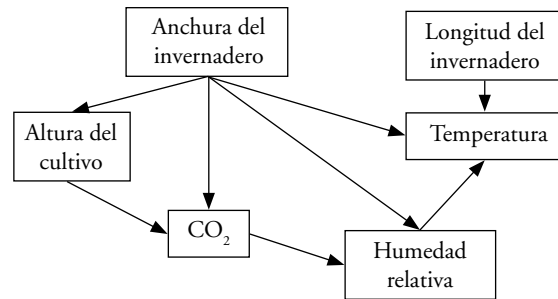 Anchura del
invernadero
Longitud del
invernadero
Altura del
cultivo
Temperatura
CO₂
Humedad
relativa